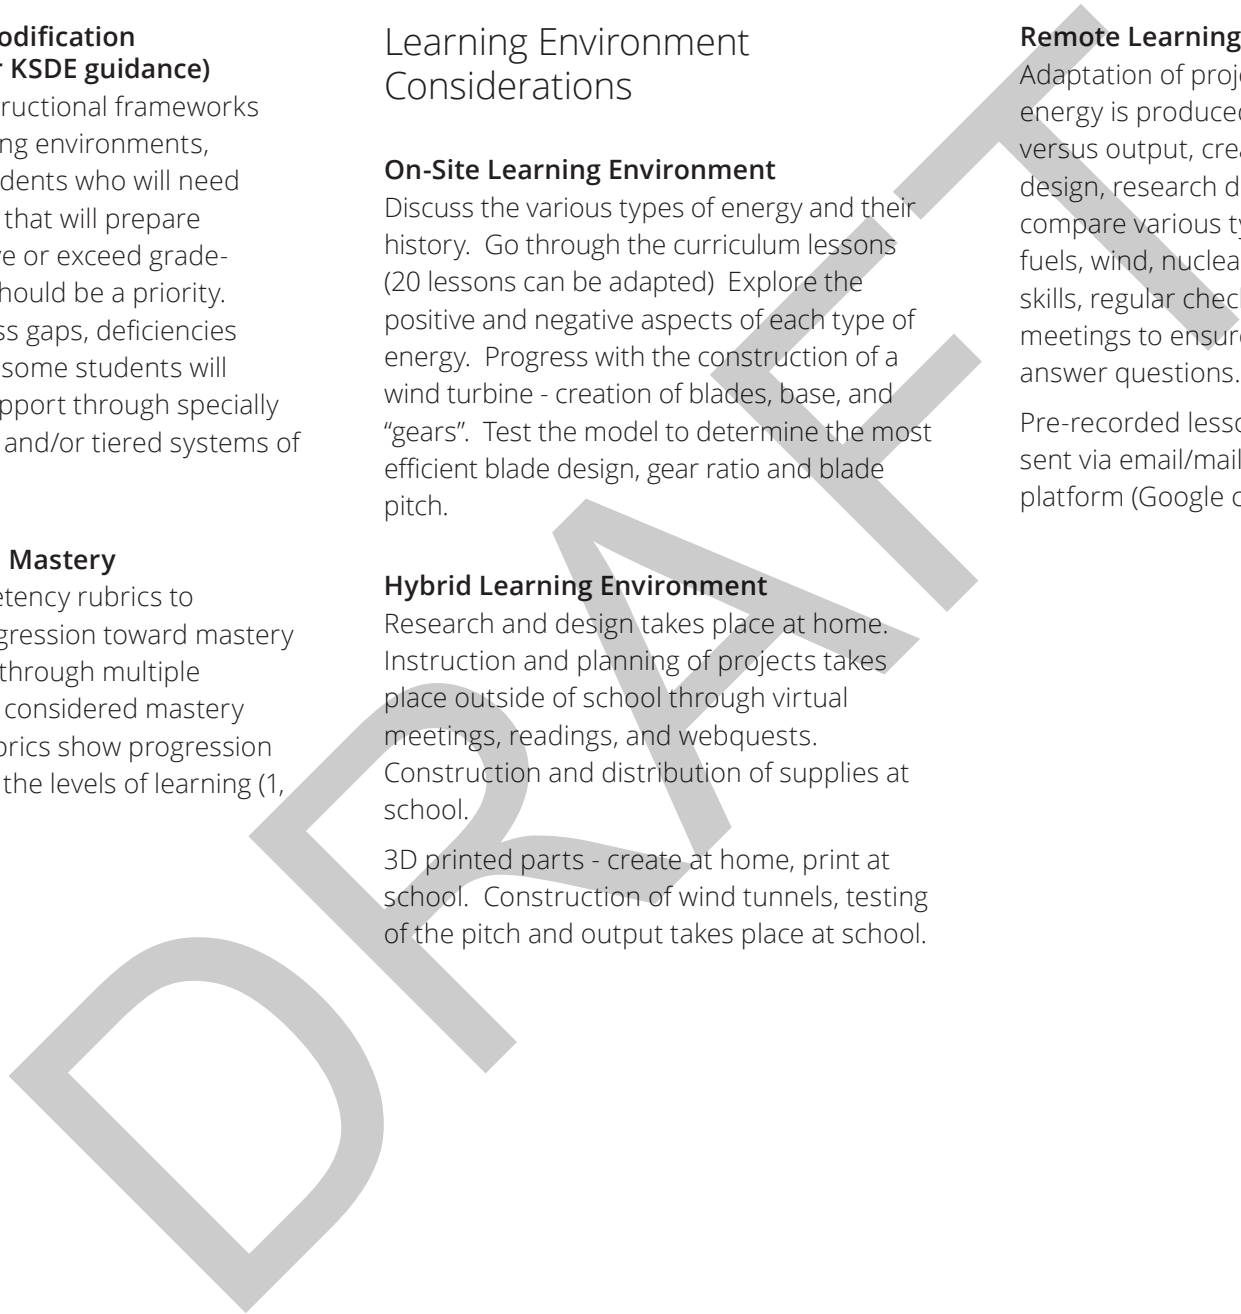 odification
r KSDE guidance)
ructional frameworks
ng environments,
dents who will need
that will prepare
e or exceed grade-
hould be a priority.
ss gaps, deficiencies
some students will
pport through specially
and/or tiered systems of
Mastery
etency rubrics to
gression toward mastery
through multiple
considered mastery
brics show progression
the levels of learning (1,
Learning Environment
Considerations
On-Site Learning Environment
Discuss the various types of energy and their
history.  Go through the curriculum lessons
(20 lessons can be adapted)  Explore the
positive and negative aspects of each type of
energy.  Progress with the construction of a
wind turbine - creation of blades, base, and
“gears”.  Test the model to determine the most
efficient blade design, gear ratio and blade
pitch.
Hybrid Learning Environment
Research and design takes place at home.
Instruction and planning of projects takes
place outside of school through virtual
meetings, readings, and webquests.
Construction and distribution of supplies at
school.
3D printed parts - create at home, print at
school.  Construction of wind tunnels, testing
of the pitch and output takes place at school.
Remote Learning
Adaptation of proj
energy is produced
versus output, crea
design, research d
compare various ty
fuels, wind, nuclea
skills, regular check
meetings to ensure
answer questions.
Pre-recorded lesso
sent via email/mail
platform (Google c
DRAFT